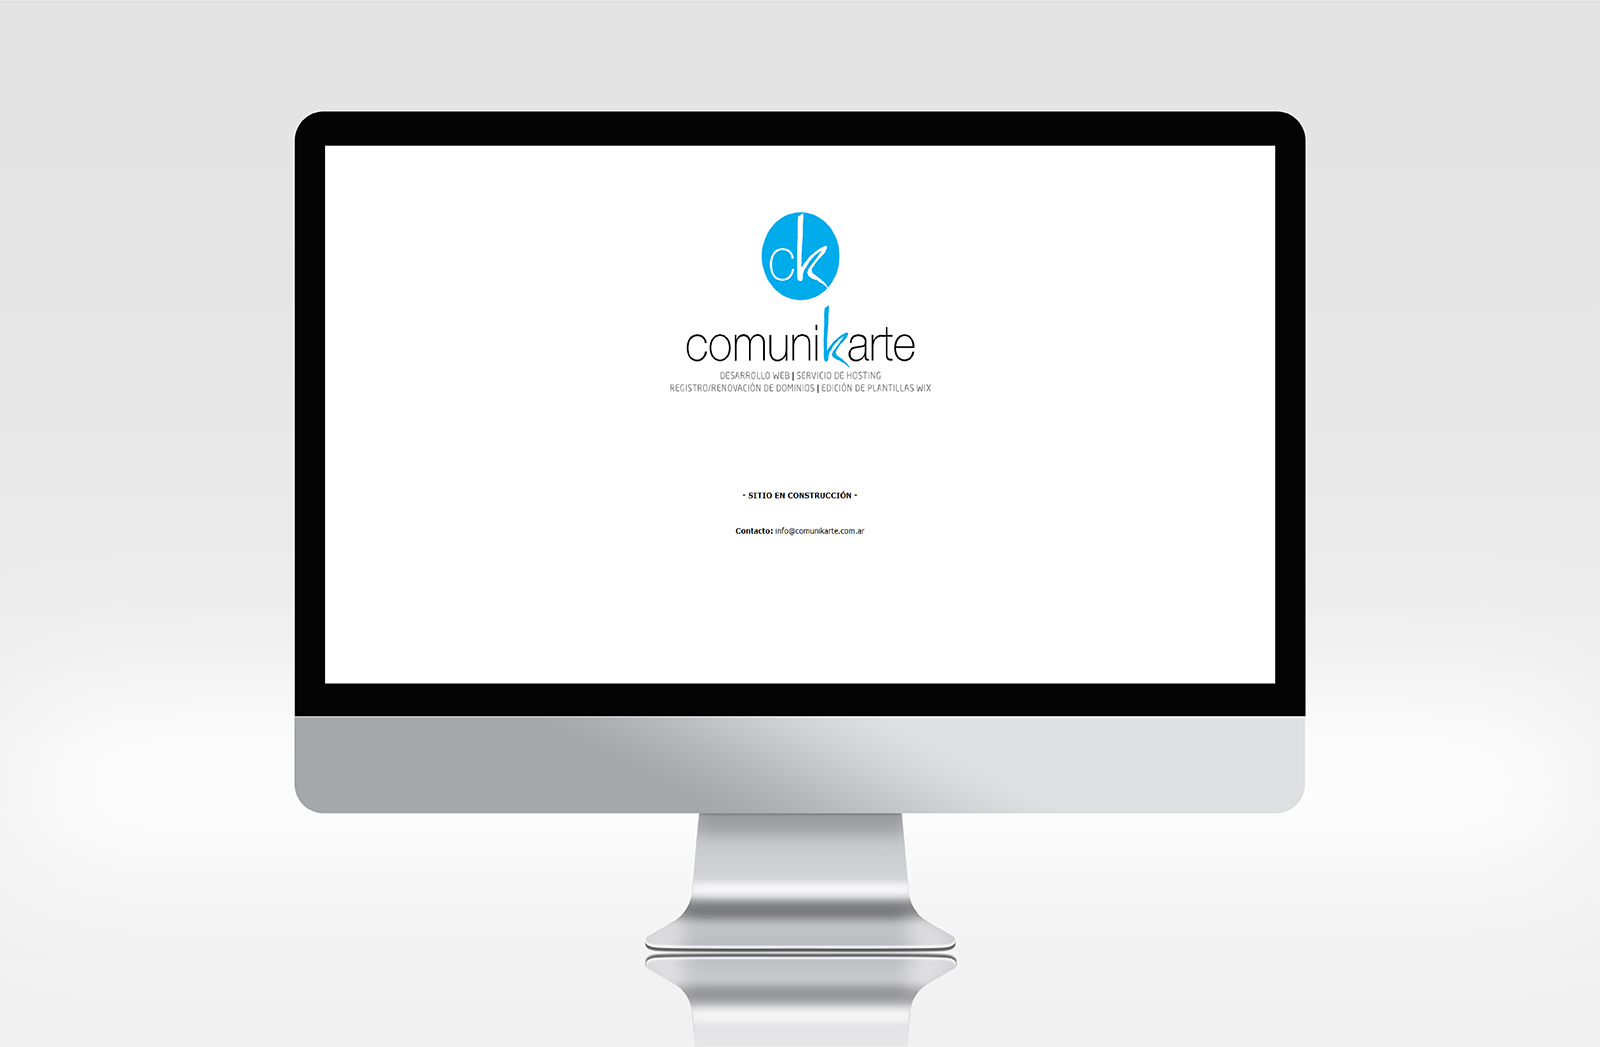 ck
comunikarte
DESARROLLO WEB | SERVICIO DE HOSTING
REGISTRO/RENOVACIÓN DE DOMINIOS | EDICIÓN DE PLANTILLAS WIX
- SITIO EN CONSTRUCCIÓN -
Contacto: info@comunikarte.com.ar